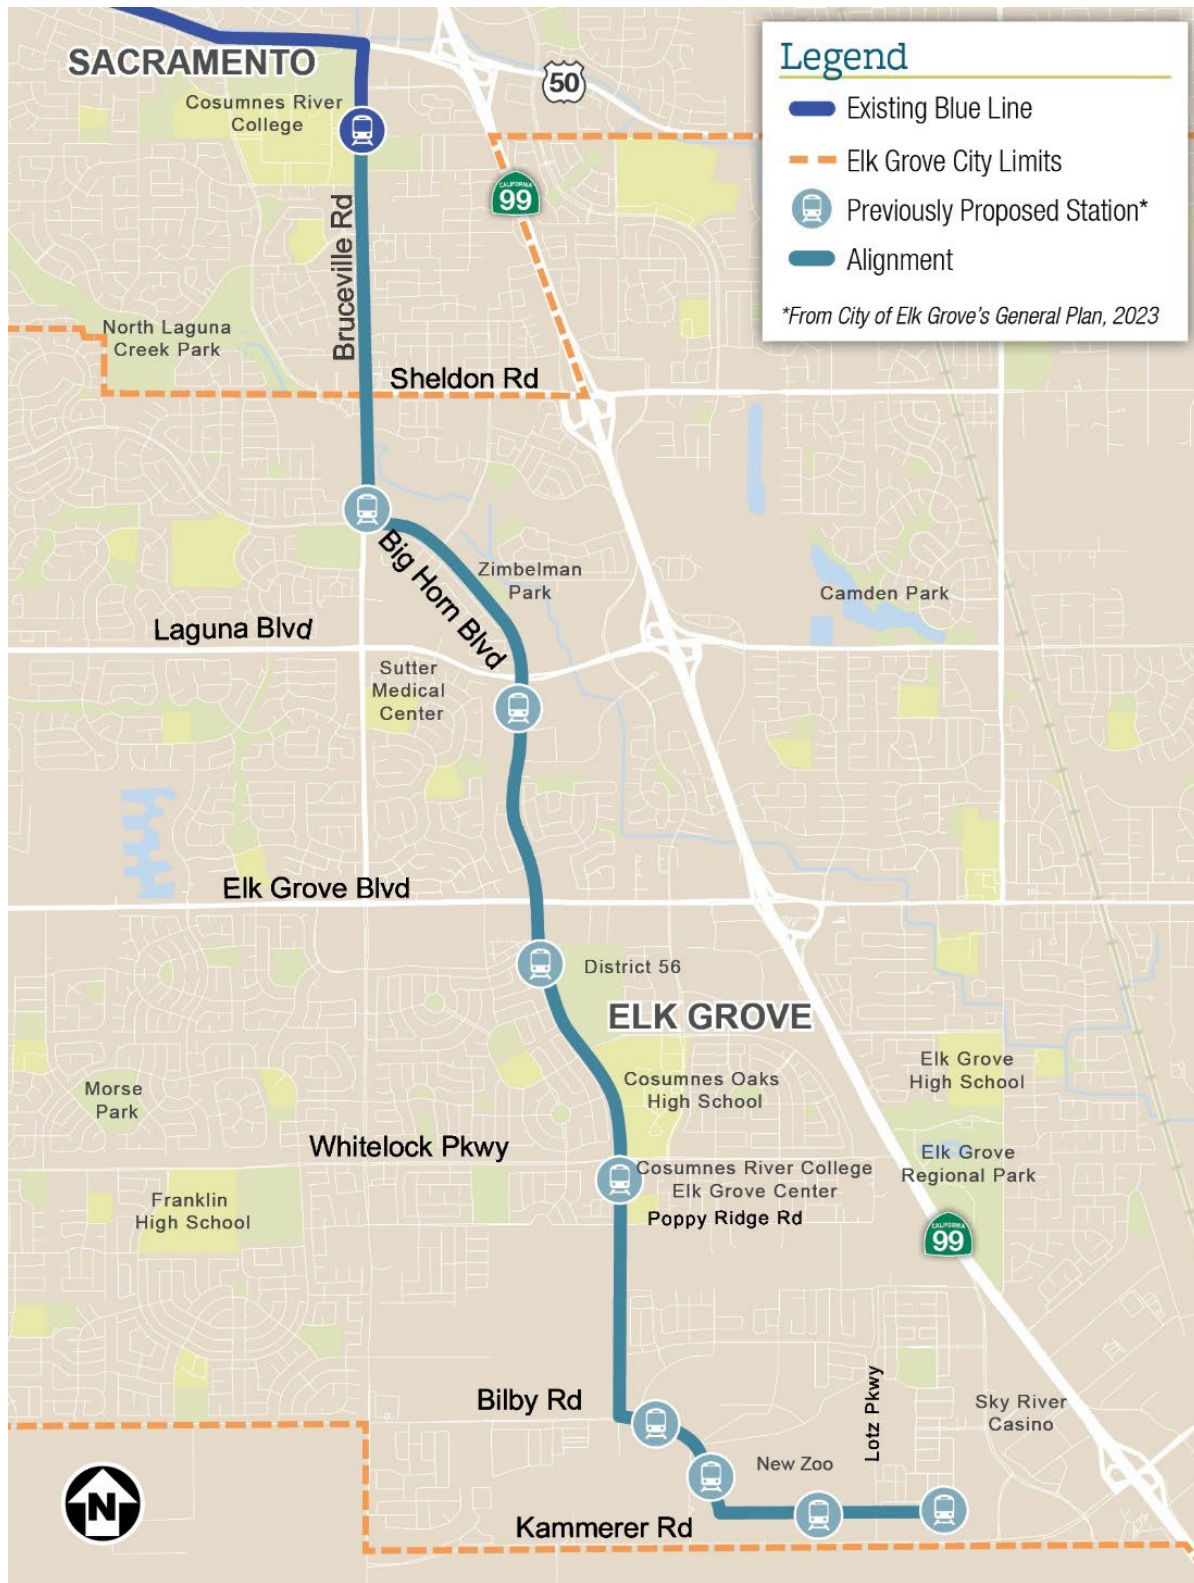 SACRAMENTO
Cosumnes River
College
50
CALIFORNIA
99
Legend
Existing Blue Line
Elk Grove City Limits
Previously Proposed Station*
Alignment
*From City of Elk Grove's General Plan, 2023
Bruceville Rd
North Laguna
Creek Park
Sheldon Rd
Big Horn Blvd
Zimbelman
Park
Camden Park
Laguna Blvd
Sutter
Medical
Center
Elk Grove Blvd
District 56
ELK GROVE
Cosumnes Oaks
High School
Elk Grove
High School
Morse
Park
Whitelock Pkwy
Cosumnes River College
Elk Grove Center
Poppy Ridge Rd
Elk Grove
Regional Park
Franklin
High School
CALIFORNIA
99
Bilby Rd
Lotz Pkwy
Sky River
Casino
New Zoo
N
Kammerer Rd